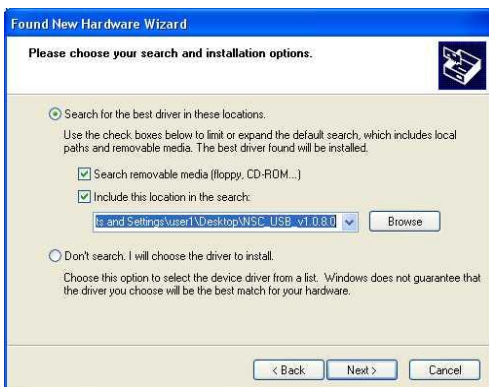 Found New Hardware Wizard
Please choose your search and installation options.
Search for the best driver in these locations.
Use the check boxes below to limit or expand the default search, which includes local
paths and removable media. The best driver found will be installed.
Search removable media (floppy, CD-ROM...)
Include this location in the search:
ts and Settings\user1\Desktop\NSC_USB_v1.0.8.0
Browse
Don't search. I will choose the driver to install.
Choose this option to select the device driver from a list. Windows does not guarantee that
the driver you choose will be the best match for your hardware.
< Back
Next >
Cancel